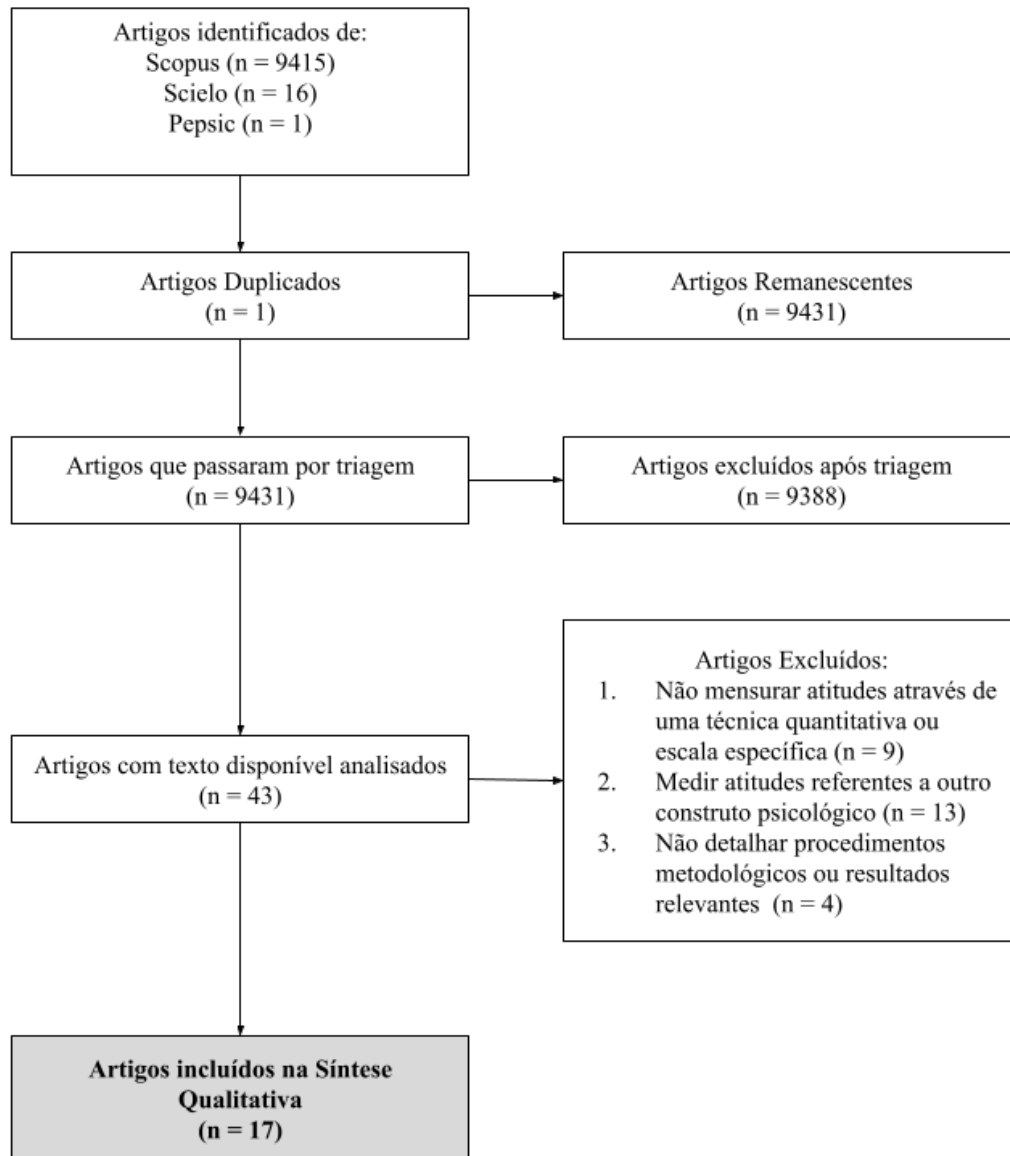 Artigos identificados de:
Scopus (n = 9415)
Scielo (n = 16)
Pepsic (n = 1)
Artigos Duplicados
(n = 1)
Artigos Remanescentes
(n = 9431)
Artigos que passaram por triagem
(n = 9431)
Artigos excluídos após triagem
(n = 9388)
Artigos com texto disponível analisados
(n = 43)
Artigos Excluídos:
1. Não mensurar atitudes através de
uma técnica quantitativa ou
escala específica (n = 9)
2. Medir atitudes referentes a outro
construto psicológico (n = 13)
3. Não detalhar procedimentos
metodológicos ou resultados
relevantes (n = 4)
Artigos incluídos na Síntese
Qualitativa
(n = 17)